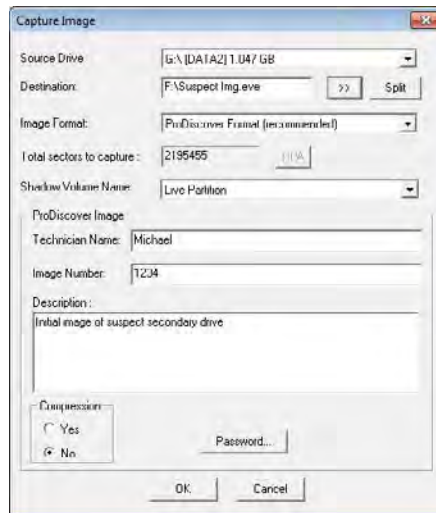 Capture Image
Source Drive G:\ [DATA2] 1.047 GB
Destination: F:\Suspect Img.eve >> Split
Image Format: ProDiscover Format (recommended)
Total sectors to capture : 2195455 HPA
Shadow Volume Name: Live Partition
ProDiscover Image
Technician Name: Michael
Image Number: 1234
Description :
Initial image of suspect secondary drive
Compression
Yes
No
Password...
OK Cancel